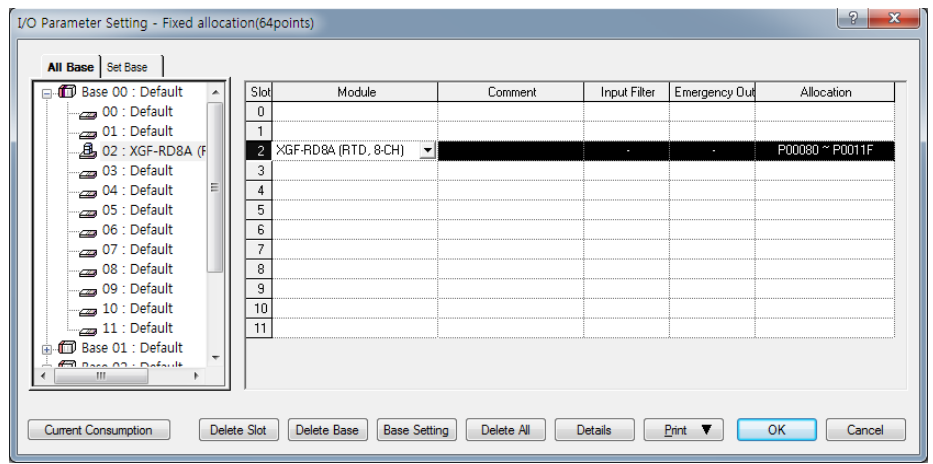 I/O Parameter Setting - Fixed allocation(64points)
All Base Set Base
Base 00 : Default
00 : Default
01 : Default
02 : XGF-RD8A (F
03 : Default
04 : Default
05 : Default
06 : Default
07 : Default
08 : Default
09 : Default
10 : Default
11 : Default
Base 01 : Default
Base 02 : Default
Slot Module Comment Input Filter Emergency Out Allocation
0
1
2 XGF-RD8A (RTD, 8-CH) - - P00080 ~ P0011F
3
4
5
6
7
8
9
10
11
Current Consumption Delete Slot Delete Base Base Setting Delete All Details Print ▼ OK Cancel